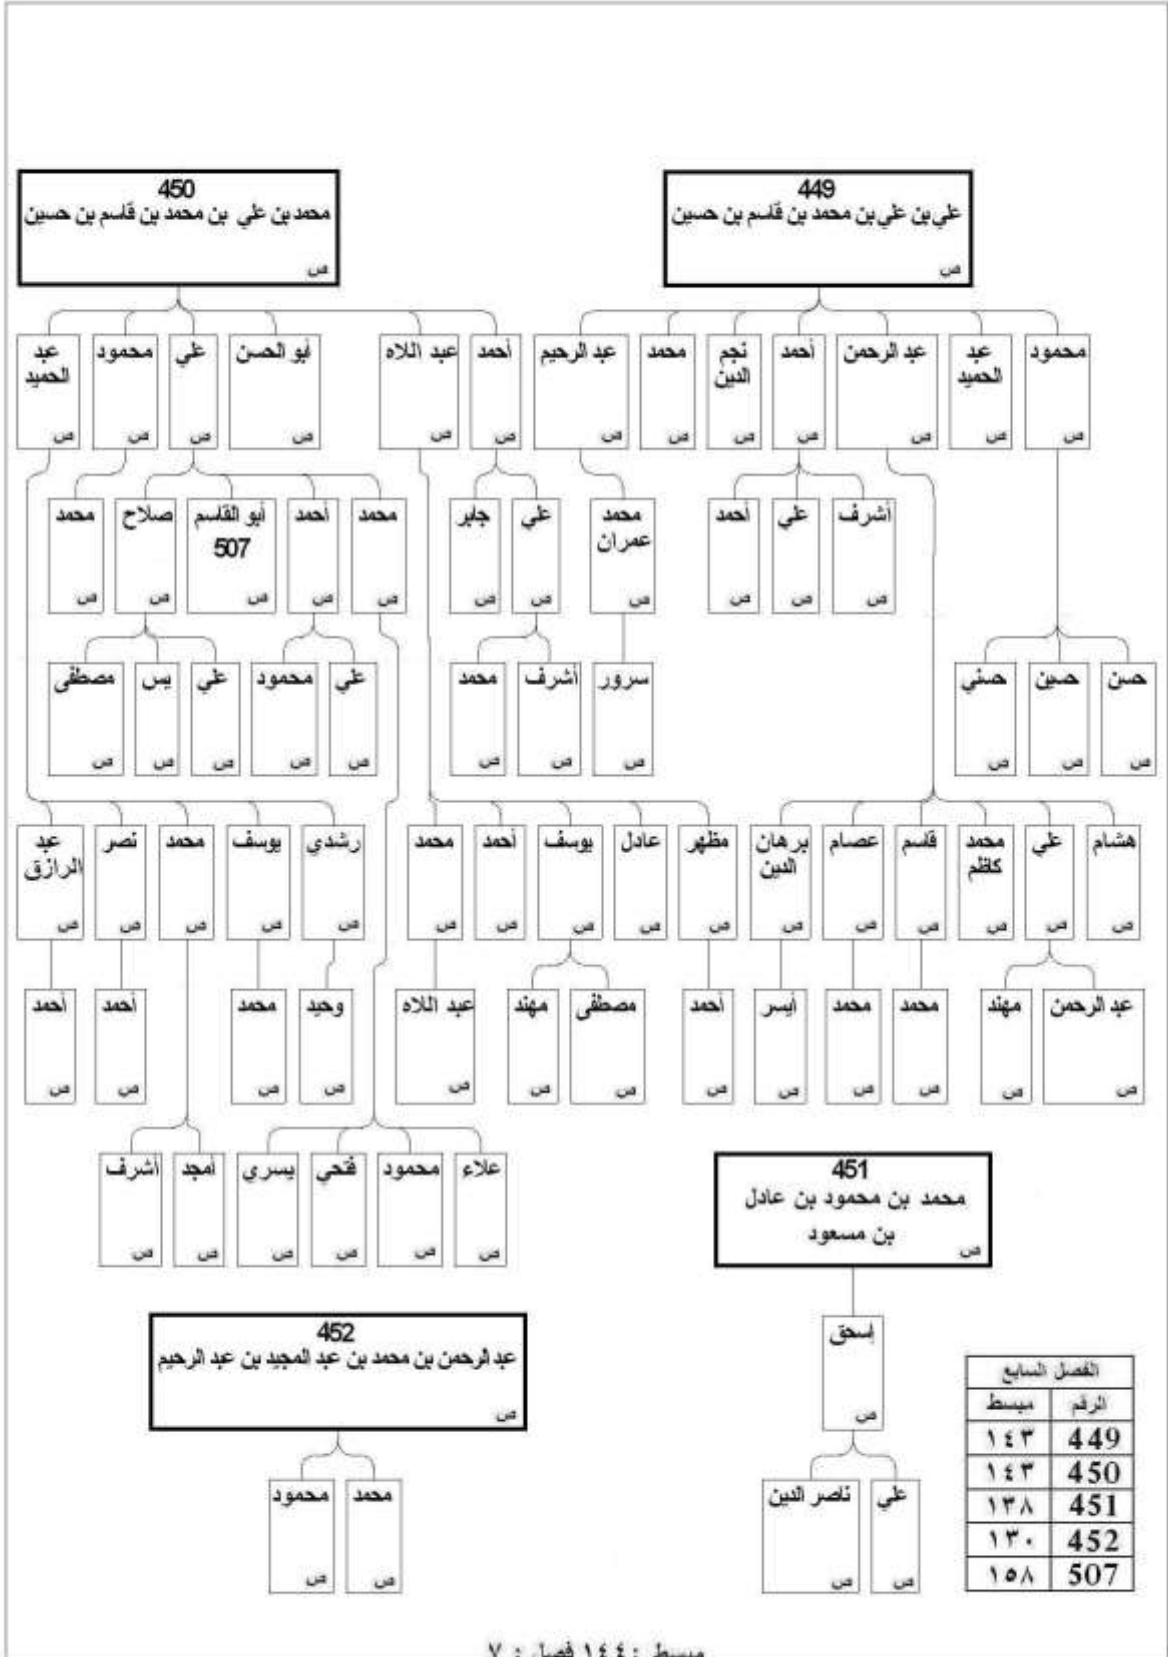 449
علي بن علي بن محمد بن قاسم بن حسين
ص
450
محمد بن علي بن محمد بن قاسم بن حسين
ص
محمود
ص
عبد
الحميد
ص
عبد الرحمن
ص
أحمد
ص
نجم
الدين
ص
محمد
ص
عبد الرحيم
ص
أحمد
ص
عبد اللاه
ص
أبو الحسن
ص
علي
ص
محمود
ص
عبد
الحميد
ص
أشرف
ص
علي
ص
أحمد
ص
محمد
عمران
ص
علي
ص
جابر
ص
محمد
ص
أحمد
ص
أبو القاسم
507
ص
صلاح
ص
محمد
ص
حسن
ص
حسين
ص
حسني
ص
سرور
ص
أشرف
ص
محمد
ص
علي
ص
محمود
ص
علي
ص
يس
ص
مصطفى
ص
هشام
ص
علي
ص
محمد
كاظم
ص
قاسم
ص
عصام
ص
برهان
الدين
ص
مظهر
ص
عادل
ص
يوسف
ص
أحمد
ص
محمد
ص
رشدي
ص
يوسف
ص
محمد
ص
نصر
ص
عبد
الرازق
ص
عبد الرحمن
ص
مهند
ص
محمد
ص
محمد
ص
أيسر
ص
أحمد
ص
مصطفى
ص
مهند
ص
عبد اللاه
ص
وحيد
ص
محمد
ص
أحمد
ص
أحمد
ص
علاء
ص
محمود
ص
فتحي
ص
يسري
ص
أمجد
ص
أشرف
ص
451
محمد بن محمود بن عادل
بن مسعود
ص
إسحق
ص
علي
ص
ناصر الدين
ص
452
عبد الرحمن بن محمد بن عبد المجيد بن عبد الرحيم
ص
محمد
ص
محمود
ص
الفصل السابع
الرقم مبسط
449 ١٤٣
450 ١٤٣
451 ١٣٨
452 ١٣٠
507 ١٥٨
مبسط : ١٤٤ فصل : ٧